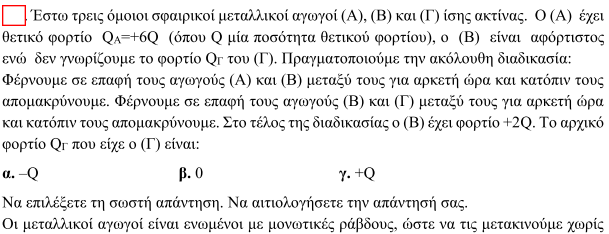 . Έστω τρεις όμοιοι σφαιρικοί μεταλλικοί αγωγοί (Α), (Β) και (Γ) ίσης ακτίνας. Ο (Α) έχει
θετικό φορτίο Q_A=+6Q (όπου Q μία ποσότητα θετικού φορτίου), ο (Β) είναι αφόρτιστος
ενώ δεν γνωρίζουμε το φορτίο Q_Γ του (Γ). Πραγματοποιούμε την ακόλουθη διαδικασία:
Φέρνουμε σε επαφή τους αγωγούς (Α) και (Β) μεταξύ τους για αρκετή ώρα και κατόπιν τους
απομακρύνουμε. Φέρνουμε σε επαφή τους αγωγούς (Β) και (Γ) μεταξύ τους για αρκετή ώρα
και κατόπιν τους απομακρύνουμε. Στο τέλος της διαδικασίας ο (Β) έχει φορτίο +2Q. Το αρχικό
φορτίο Q_Γ που είχε ο (Γ) είναι:
α. –Q β. 0 γ. +Q
Να επιλέξετε τη σωστή απάντηση. Να αιτιολογήσετε την απάντησή σας.
Οι μεταλλικοί αγωγοί είναι ενωμένοι με μονωτικές ράβδους, ώστε να τις μετακινούμε χωρίς